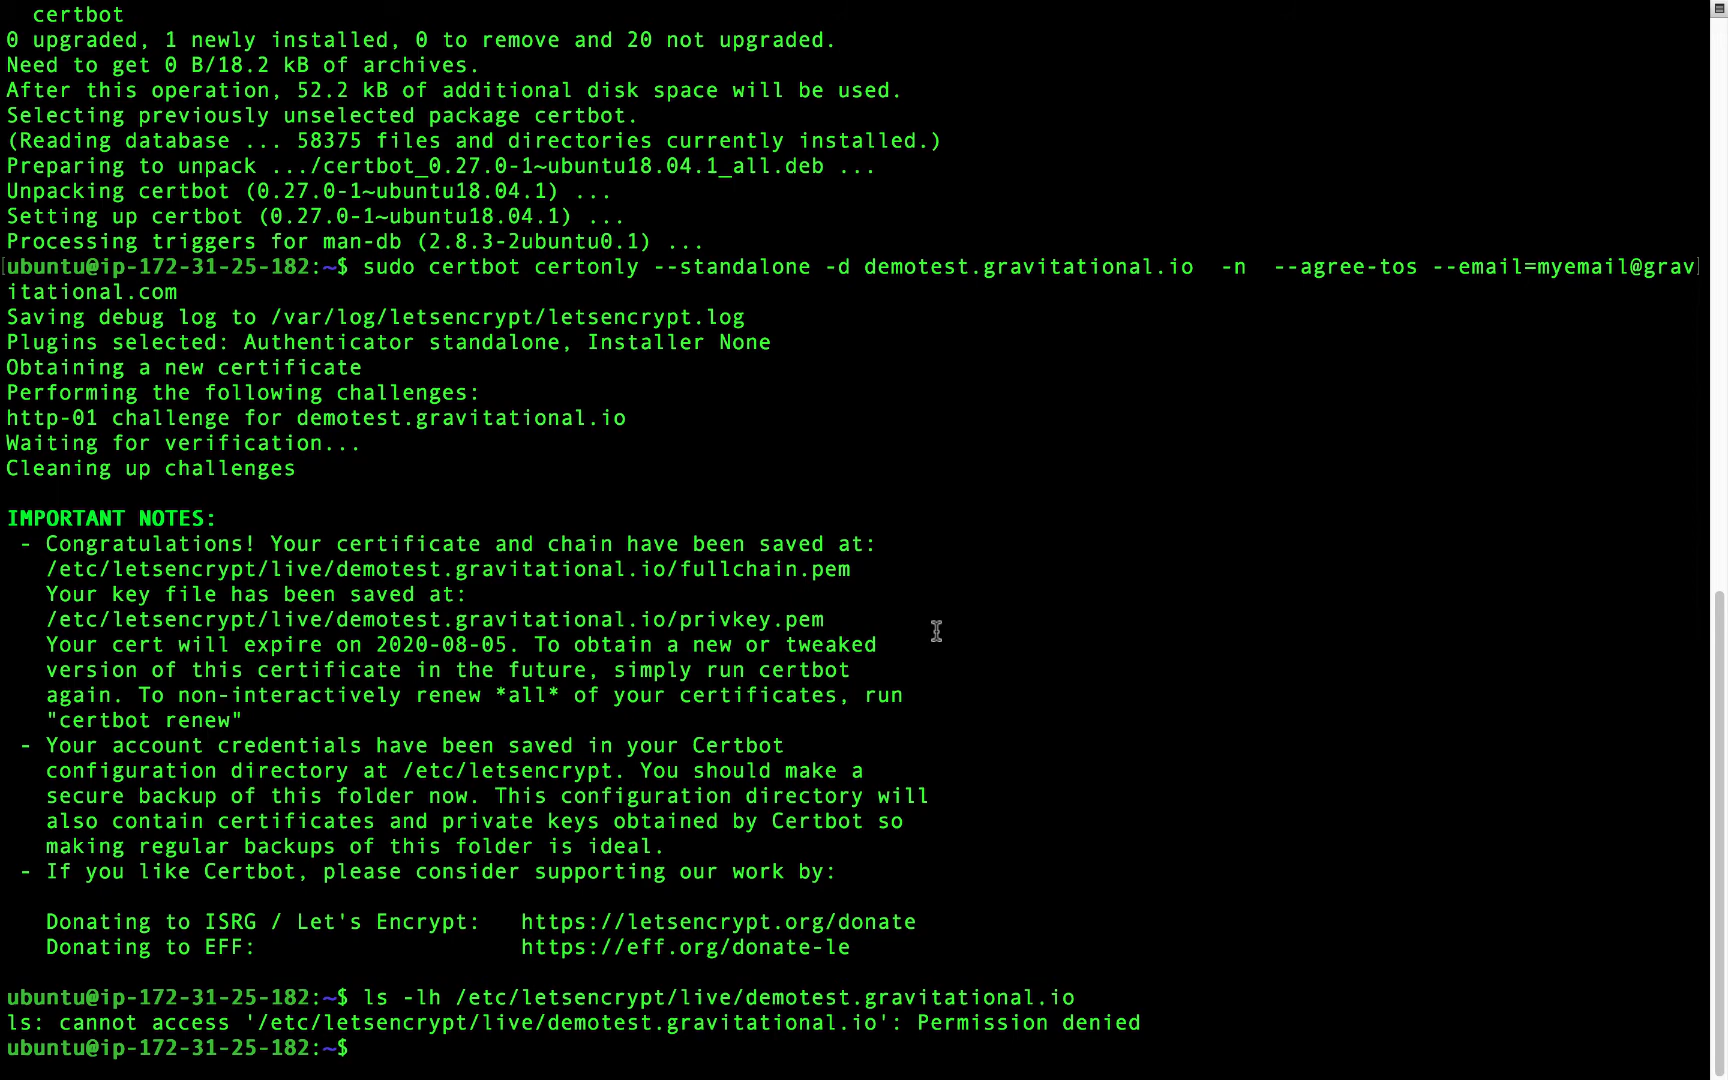 certbot
0 upgraded, 1 newly installed, 0 to remove and 20 not upgraded.
Need to get 0 B/18.2 kB of archives.
After this operation, 52.2 kB of additional disk space will be used.
Selecting previously unselected package certbot.
(Reading database ... 58375 files and directories currently installed.)
Preparing to unpack .../certbot_0.27.0-1~ubuntu18.04.1_all.deb ...
Unpacking certbot (0.27.0-1~ubuntu18.04.1) ...
Setting up certbot (0.27.0-1~ubuntu18.04.1) ...
Processing triggers for man-db (2.8.3-2ubuntu0.1) ...
[ubuntu@ip-172-31-25-182:~$ sudo certbot certonly --standalone -d demotest.gravitational.io  -n  --agree-tos --email=myemail@grav]
itational.com
Saving debug log to /var/log/letsencrypt/letsencrypt.log
Plugins selected: Authenticator standalone, Installer None
Obtaining a new certificate
Performing the following challenges:
http-01 challenge for demotest.gravitational.io
Waiting for verification...
Cleaning up challenges
IMPORTANT NOTES:
- Congratulations! Your certificate and chain have been saved at:
/etc/letsencrypt/live/demotest.gravitational.io/fullchain.pem
Your key file has been saved at:
/etc/letsencrypt/live/demotest.gravitational.io/privkey.pem
Your cert will expire on 2020-08-05. To obtain a new or tweaked
version of this certificate in the future, simply run certbot
again. To non-interactively renew *all* of your certificates, run
"certbot renew"
- Your account credentials have been saved in your Certbot
configuration directory at /etc/letsencrypt. You should make a
secure backup of this folder now. This configuration directory will
also contain certificates and private keys obtained by Certbot so
making regular backups of this folder is ideal.
- If you like Certbot, please consider supporting our work by:
Donating to ISRG / Let's Encrypt:   https://letsencrypt.org/donate
Donating to EFF:                    https://eff.org/donate-le
ubuntu@ip-172-31-25-182:~$ ls -lh /etc/letsencrypt/live/demotest.gravitational.io
ls: cannot access '/etc/letsencrypt/live/demotest.gravitational.io': Permission denied
ubuntu@ip-172-31-25-182:~$